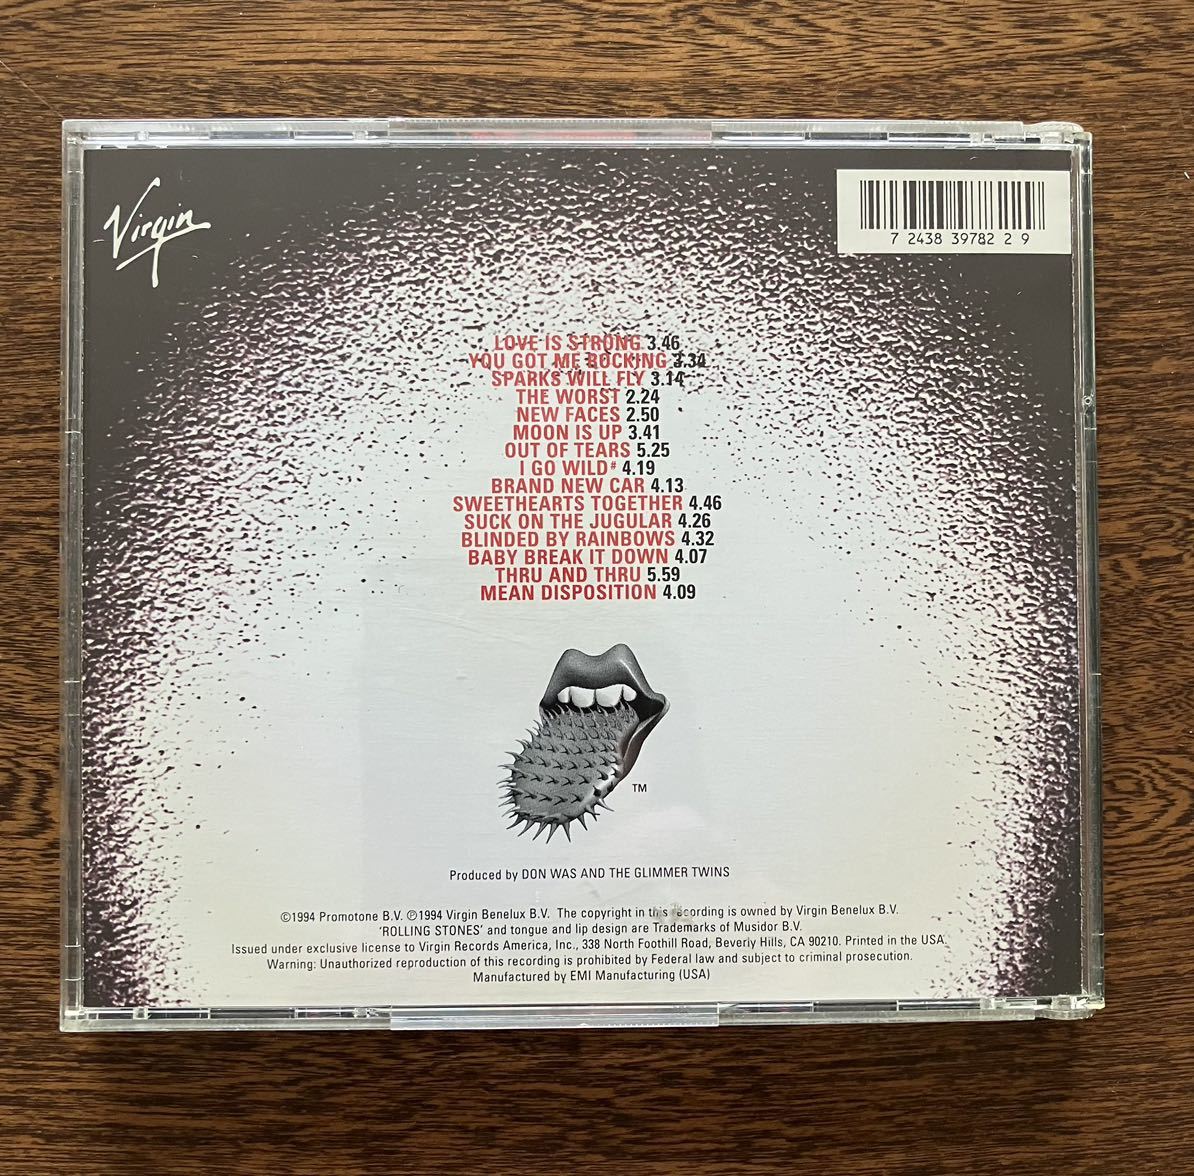 Virgin
7 2438 39782 2 9
LOVE IS STRONG 3.46
YOU GOT ME ROCKING 3.34
SPARKS WILL FLY 3.14
THE WORST 2.24
NEW FACES 2.50
MOON IS UP 3.41
OUT OF TEARS 5.25
I GO WILD# 4.19
BRAND NEW CAR 4.13
SWEETHEARTS TOGETHER 4.46
SUCK ON THE JUGULAR 4.26
BLINDED BY RAINBOWS 4.32
BABY BREAK IT DOWN 4.07
THRU AND THRU 5.59
MEAN DISPOSITION 4.09
TM
Produced by DON WAS AND THE GLIMMER TWINS
©1994 Promotone B.V. ℗1994 Virgin Benelux B.V. The copyright in this recording is owned by Virgin Benelux B.V.
'ROLLING STONES' and tongue and lip design are Trademarks of Musidor B.V.
Issued under exclusive license to Virgin Records America, Inc., 338 North Foothill Road, Beverly Hills, CA 90210. Printed in the USA.
Warning: Unauthorized reproduction of this recording is prohibited by Federal law and subject to criminal prosecution.
Manufactured by EMI Manufacturing (USA)